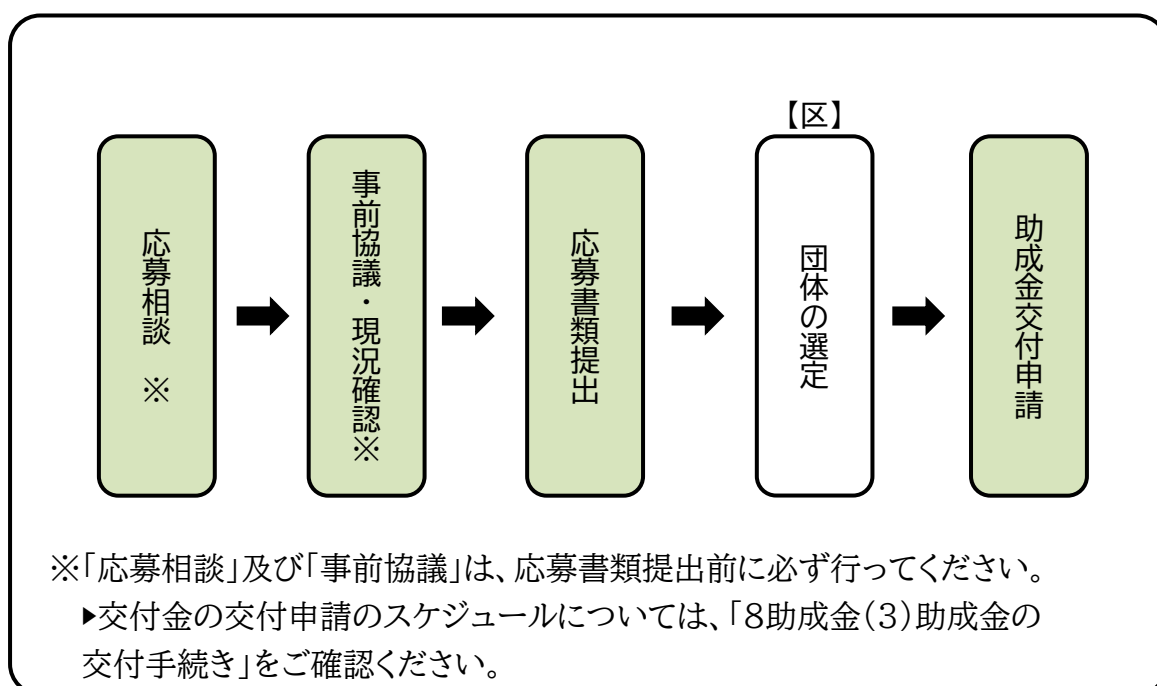 応募相談 ※
事前協議・現況確認※
応募書類提出
【区】
団体の選定
助成金交付申請
※「応募相談」及び「事前協議」は、応募書類提出前に必ず行ってください。
▶交付金の交付申請のスケジュールについては、「8助成金(3)助成金の
交付手続き」をご確認ください。